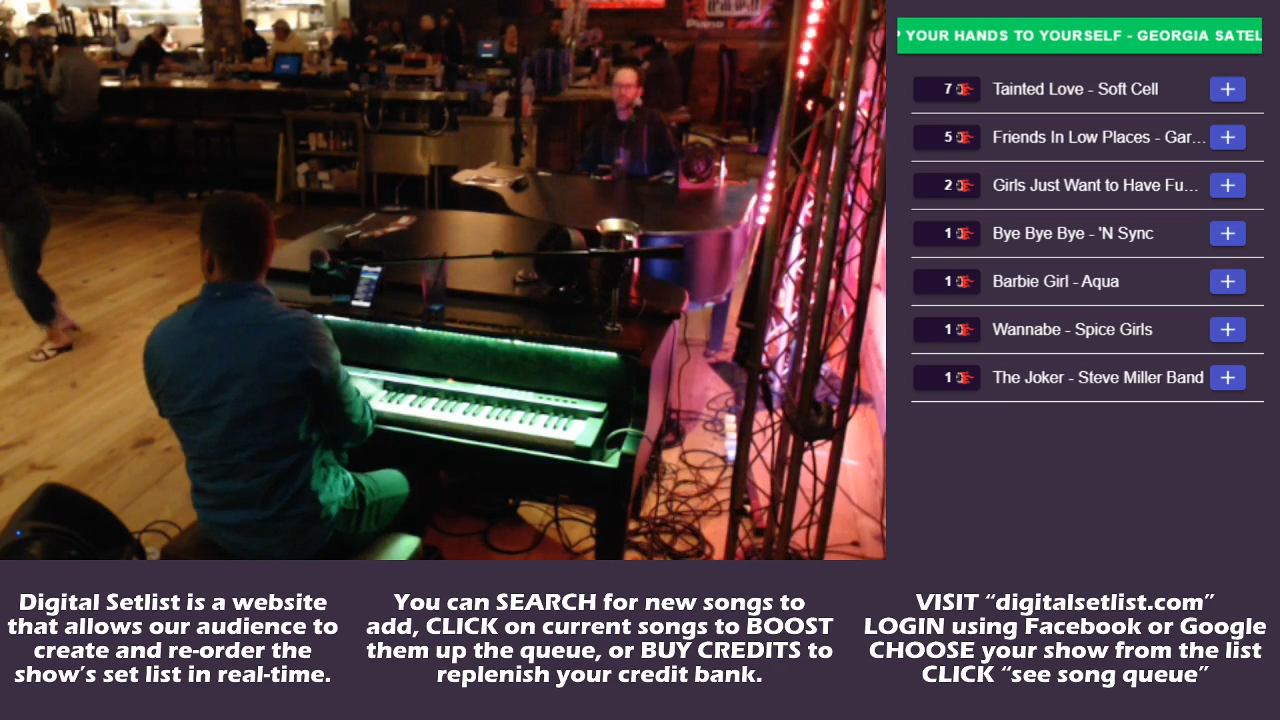 Piano
P YOUR HANDS TO YOURSELF - GEORGIA SATEL
7 Tainted Love - Soft Cell +
5 Friends In Low Places - Gar... +
2 Girls Just Want to Have Fu... +
1 Bye Bye Bye - 'N Sync +
1 Barbie Girl - Aqua +
1 Wannabe - Spice Girls +
1 The Joker - Steve Miller Band +
Digital Setlist is a website
that allows our audience to
create and re-order the
show's set list in real-time.
You can SEARCH for new songs to
add, CLICK on current songs to BOOST
them up the queue, or BUY CREDITS to
replenish your credit bank.
VISIT “digitalsetlist.com”
LOGIN using Facebook or Google
CHOOSE your show from the list
CLICK “see song queue”